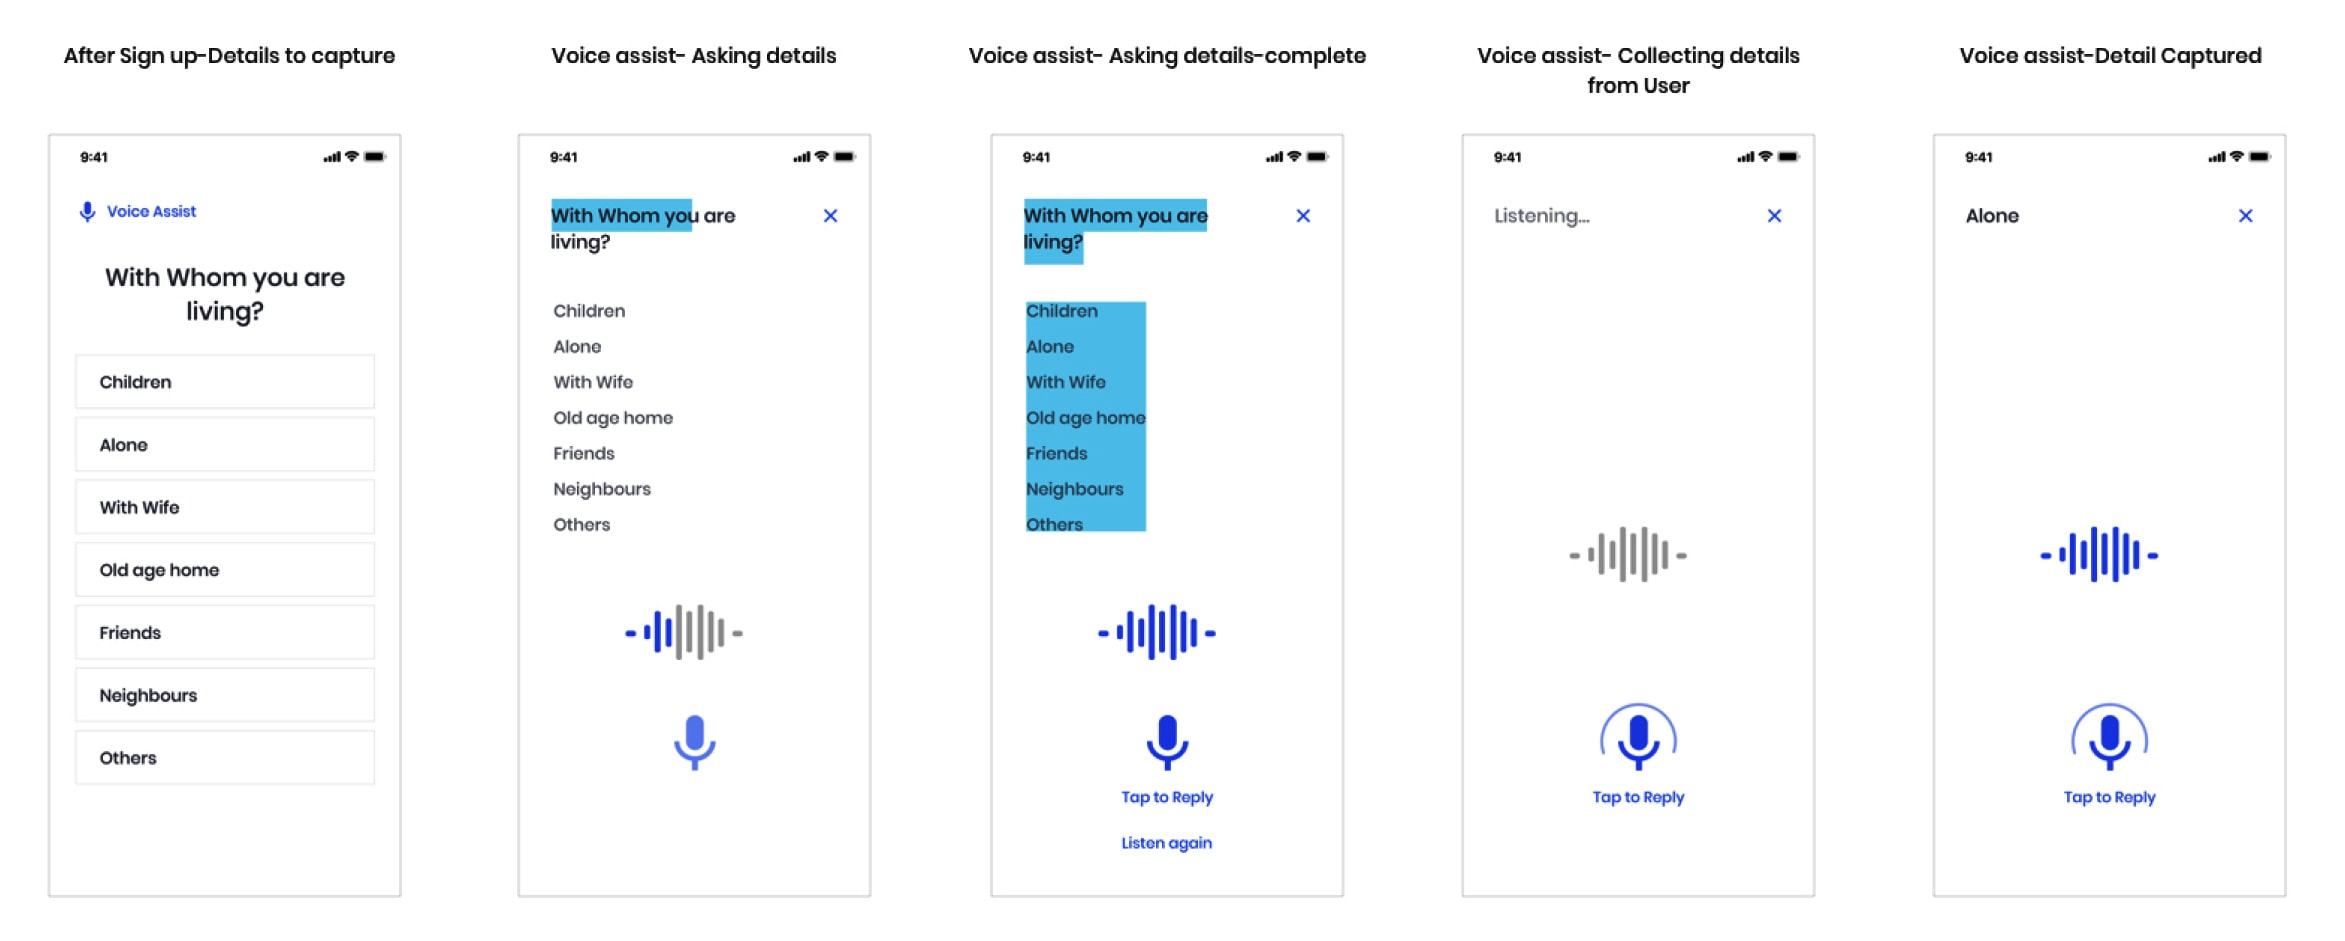 After Sign up-Details to capture
9:41
Voice Assist
With Whom you are
living?
Children
Alone
With Wife
Old age home
Friends
Neighbours
Others
Voice assist- Asking details
9:41
With Whom you are
living?
Children
Alone
With Wife
Old age home
Friends
Neighbours
Others
Voice assist- Asking details-complete
9:41
With Whom you are
living?
Children
Alone
With Wife
Old age home
Friends
Neighbours
Others
Tap to Reply
Listen again
Voice assist- Collecting details
from User
9:41
Listening...
Tap to Reply
Voice assist-Detail Captured
9:41
Alone
Tap to Reply